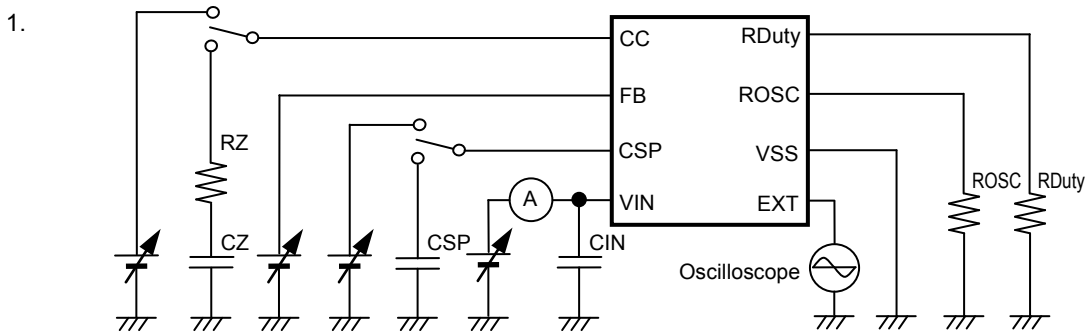 1.
CC RDuty
FB ROSC
RZ
CSP VSS
ROSC RDuty
A VIN EXT
CZ CSP CIN
Oscilloscope